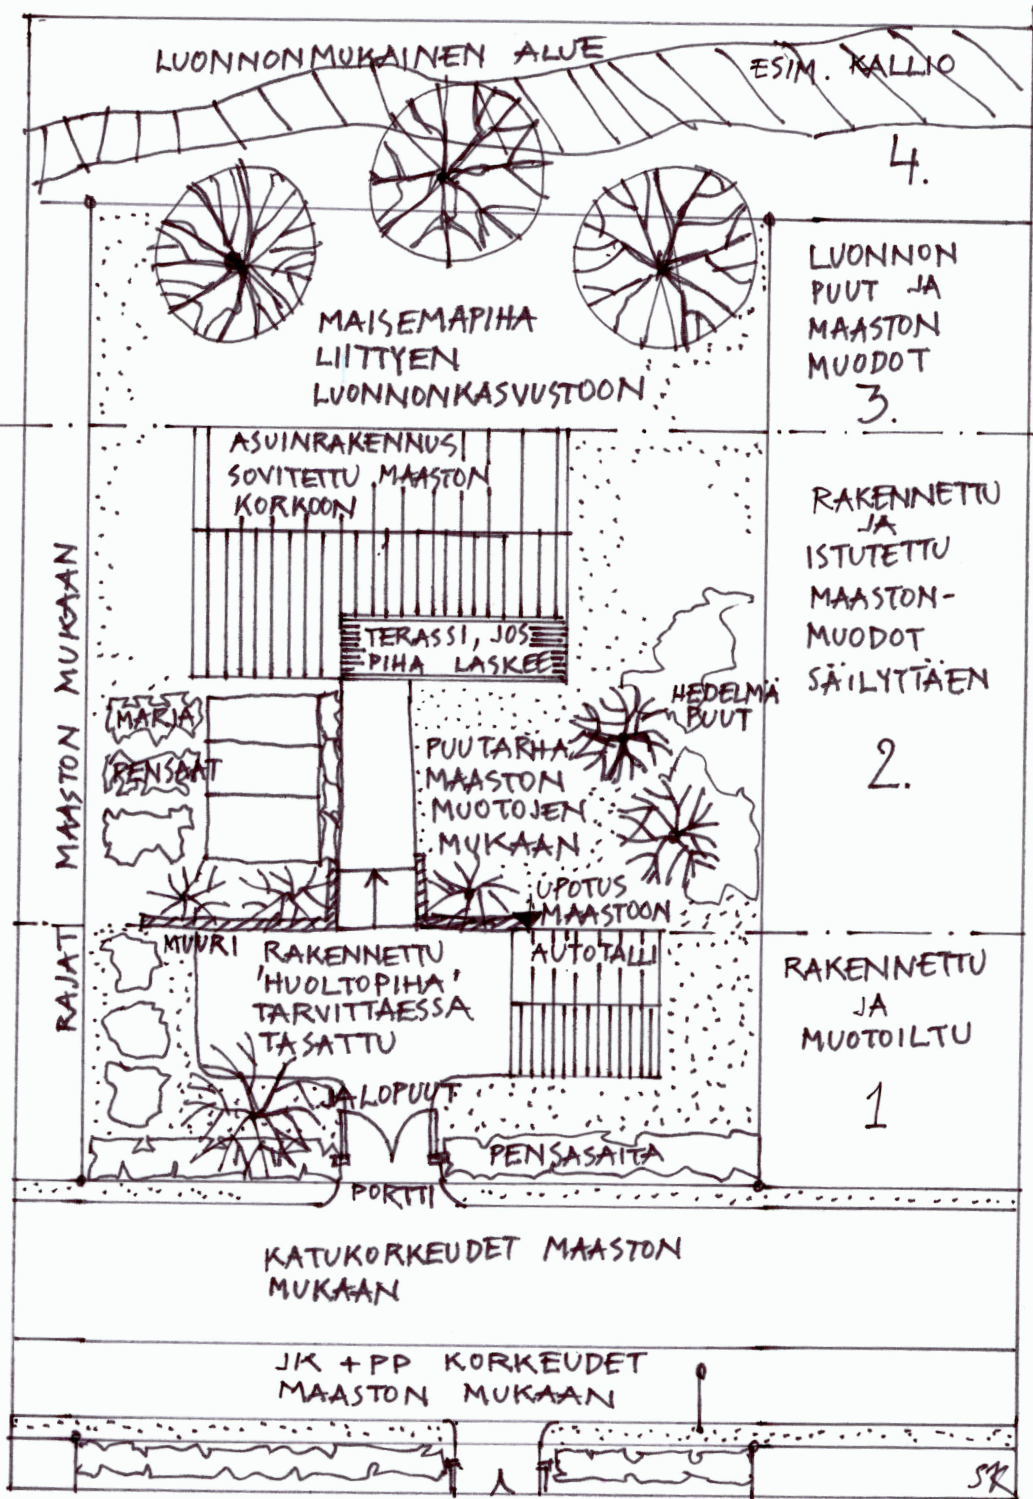 LUONNONMUKAINEN ALUE
ESIM. KALLIO
4.
LUONNON
PUUT JA
MAASTON
MUODOT
3.
MAISEMAPIHA
LIITTYEN
LUONNONKASVUSTOON
ASUINRAKENNUS
SOVITETTU MAASTON
KORKOON
RAKENNETTU
JA
ISTUTETTU
MAASTON-
MUODOT
SÄILYTTÄEN
2.
TERASSI, JOS
PIHA LASKEE
HEDELMÄ
PUUT
MARJA
PENSAAT
PUUTARHA
MAASTON
MUOTOJEN
MUKAAN
UPOTUS
MAASTOON
RAJAT MAASTON MUKAAN
MUURI
RAKENNETTU
'HUOLTOPIHA'
TARVITTAESSA
TASATTU
AUTOTALLI
RAKENNETTU
JA
MUOTOILTU
1
JALOPUUT
PENSASAITA
PORTTI
KATUKORKEUDET MAASTON
MUKAAN
JK + PP KORKEUDET
MAASTON MUKAAN
SK